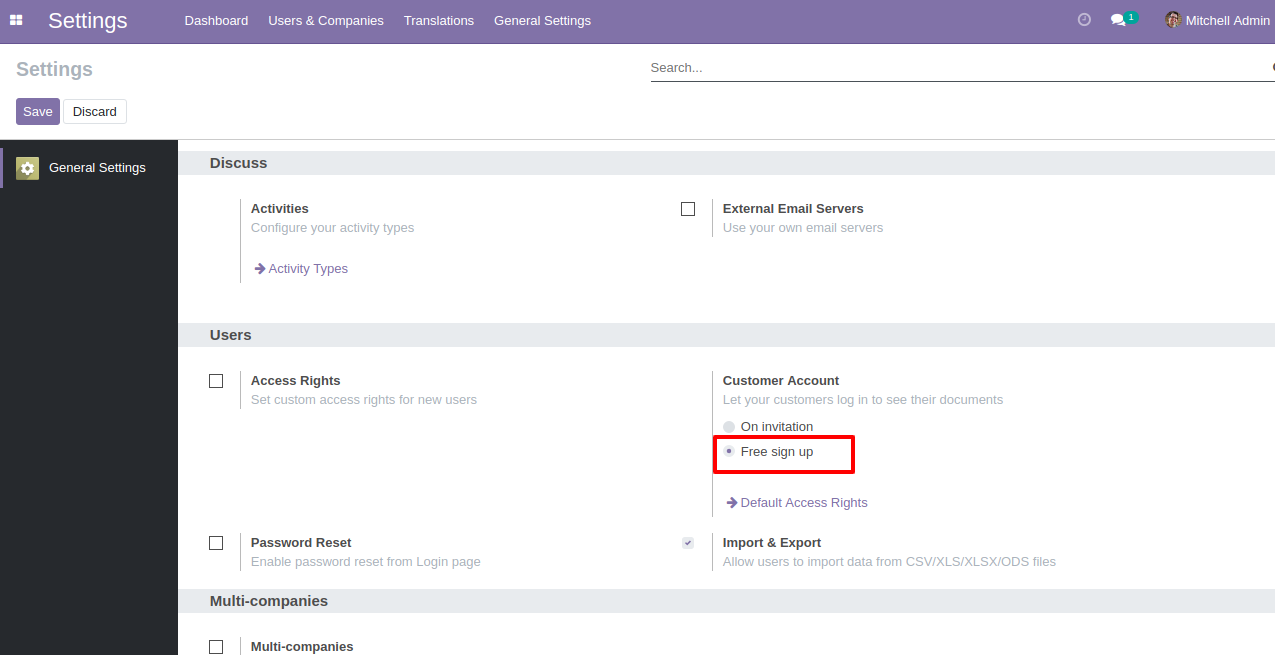 Settings Dashboard Users & Companies Translations General Settings 1 Mitchell Admin
Settings
Search...
Save Discard
General Settings
Discuss
Activities
Configure your activity types
External Email Servers
Use your own email servers
Activity Types
Users
Access Rights
Set custom access rights for new users
Customer Account
Let your customers log in to see their documents
On invitation
Free sign up
Default Access Rights
Password Reset
Enable password reset from Login page
Import & Export
Allow users to import data from CSV/XLS/XLSX/ODS files
Multi-companies
Multi-companies